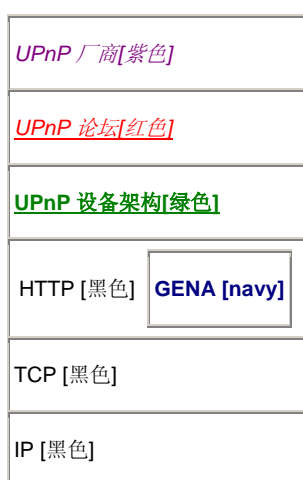 UPnP 厂商[紫色]
UPnP 论坛[红色]
UPnP 设备架构[绿色]
HTTP [黑色] GENA [navy]
TCP [黑色]
IP [黑色]